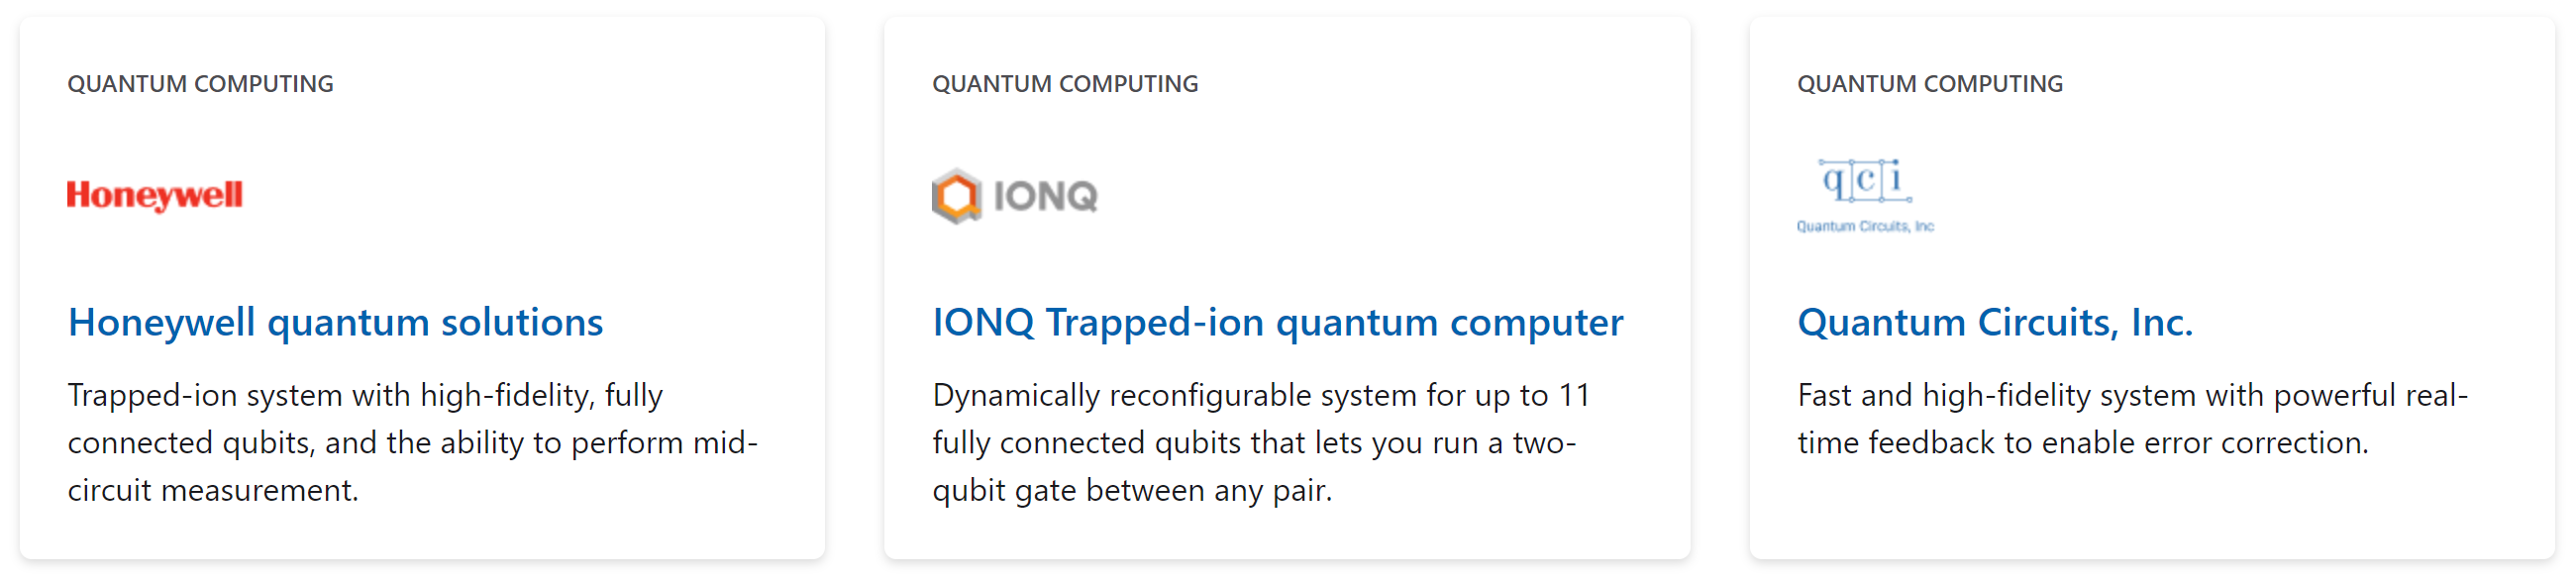 QUANTUM COMPUTING
Honeywell
Honeywell quantum solutions
Trapped-ion system with high-fidelity, fully
connected qubits, and the ability to perform mid-
circuit measurement.
QUANTUM COMPUTING
IONQ
IONQ Trapped-ion quantum computer
Dynamically reconfigurable system for up to 11
fully connected qubits that lets you run a two-
qubit gate between any pair.
QUANTUM COMPUTING
qci
Quantum Circuits, Inc
Quantum Circuits, Inc.
Fast and high-fidelity system with powerful real-
time feedback to enable error correction.